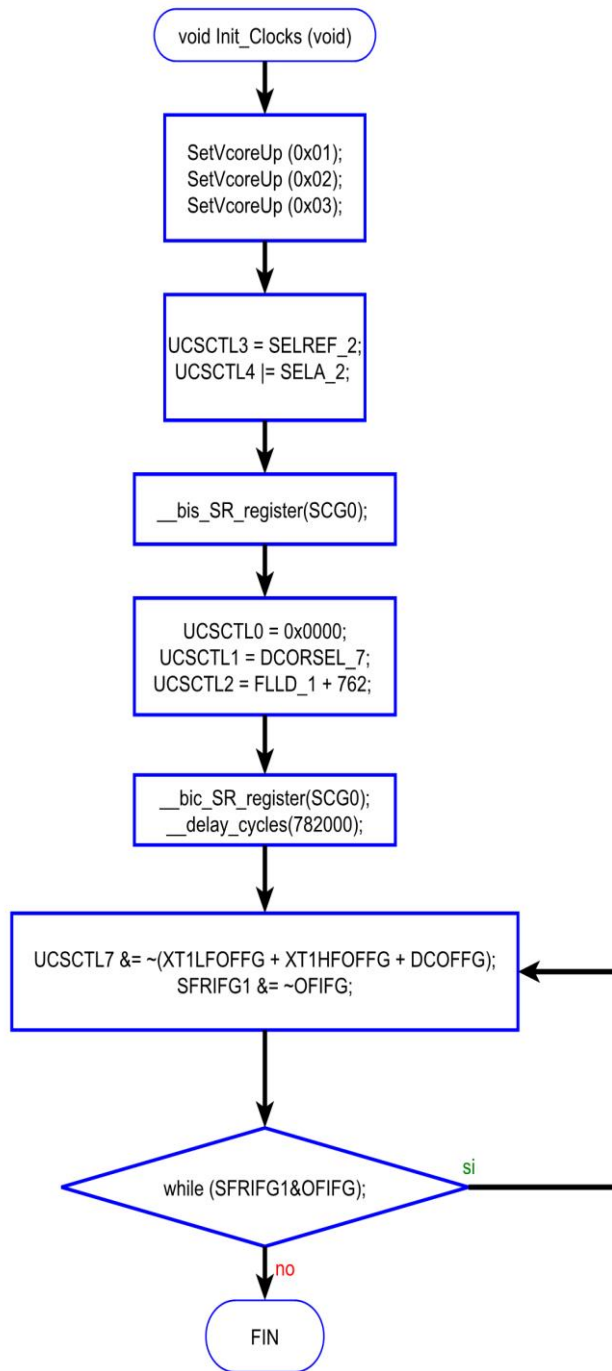 void Init_Clocks (void)
SetVcoreUp (0x01);
SetVcoreUp (0x02);
SetVcoreUp (0x03);
UCSCTL3 = SELREF_2;
UCSCTL4 |= SELA_2;
__bis_SR_register(SCG0);
UCSCTL0 = 0x0000;
UCSCTL1 = DCORSEL_7;
UCSCTL2 = FLLD_1 + 762;
__bic_SR_register(SCG0);
__delay_cycles(782000);
UCSCTL7 &= ~(XT1LFOFFG + XT1HFOFFG + DCOFFG);
SFRIFG1 &= ~OFIFG;
while (SFRIFG1&OFIFG);
si
no
FIN